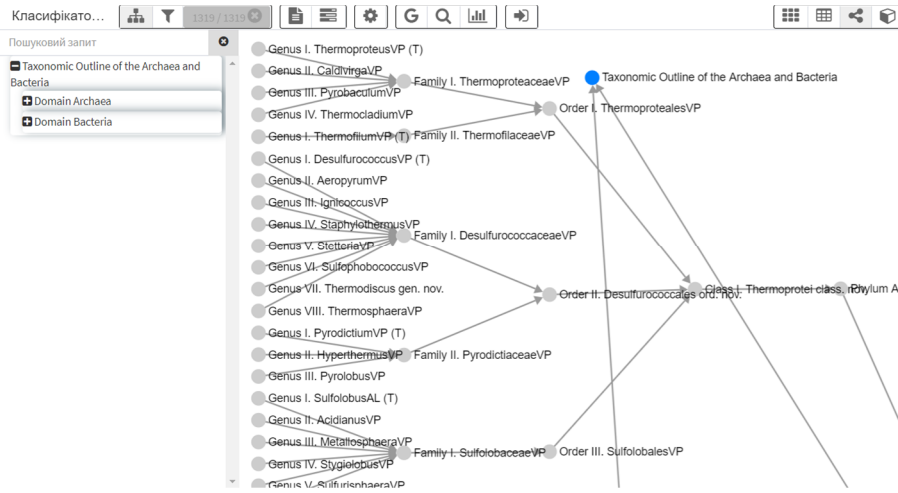 Класифікато...
1319 / 1319
Пошуковий запит
Taxonomic Outline of the Archaea and
Bacteria
Domain Archaea
Domain Bacteria
Genus I. ThermoproteusVP (T)
Genus II. CaldivirgaVP
Genus III. PyrobaculumVP
Genus IV. ThermocladiumVP
Genus I. ThermofilumVP (T)
Genus I. DesulfurococcusVP (T)
Genus II. AeropyrumVP
Genus III. IgnicoccusVP
Genus IV. StaphylothermusVP
Genus V. StetteriaVP
Genus VI. SulfophobococcusVP
Genus VII. Thermodiscus gen. nov.
Genus VIII. ThermosphaeraVP
Genus I. PyrodictiumVP (T)
Genus II. HyperthermusVP
Genus III. PyrolobusVP
Genus I. SulfolobusAL (T)
Genus II. AcidianusVP
Genus III. MetallosphaeraVP
Genus IV. StygiolobusVP
Genus V. SulfurisphaeraVP
Family I. ThermoproteaceaeVP
Family II. ThermofilaceaeVP
Family I. DesulfurococcaceaeVP
Family II. PyrodictiaceaeVP
Family I. SulfolobaceaeVP
Order I. ThermoprotealesVP
Order II. Desulfurococcales ord. nov.
Order III. SulfolobalesVP
Taxonomic Outline of the Archaea and Bacteria
Class I. Thermoprotei class. nov.
Phylum A